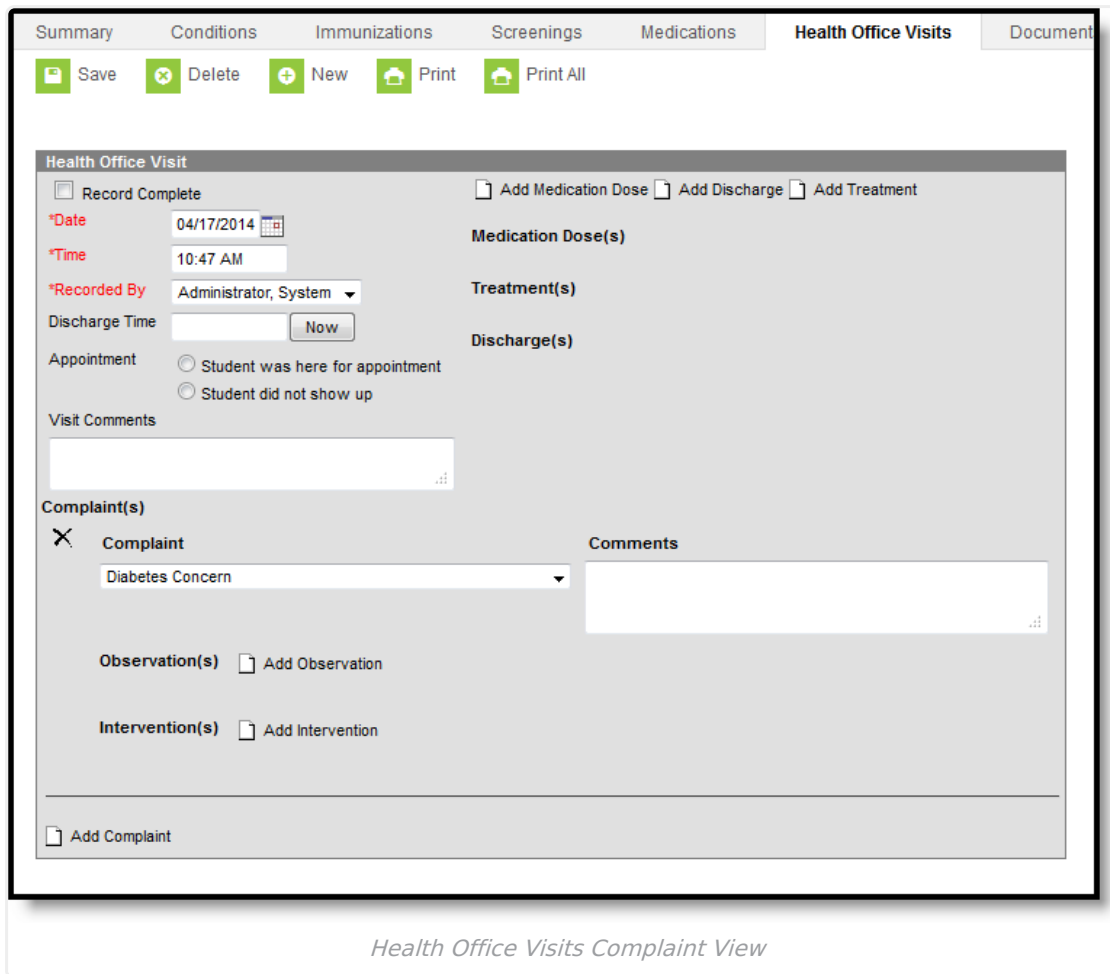 Summary Conditions Immunizations Screenings Medications Health Office Visits Document
Save Delete New Print Print All
Health Office Visit
Record Complete Add Medication Dose Add Discharge Add Treatment
*Date 04/17/2014
Medication Dose(s)
*Time 10:47 AM
*Recorded By Administrator, System Treatment(s)
Discharge Time Now
Discharge(s)
Appointment Student was here for appointment
Student did not show up
Visit Comments
Complaint(s)
Complaint Comments
Diabetes Concern
Observation(s) Add Observation
Intervention(s) Add Intervention
Add Complaint
Health Office Visits Complaint View